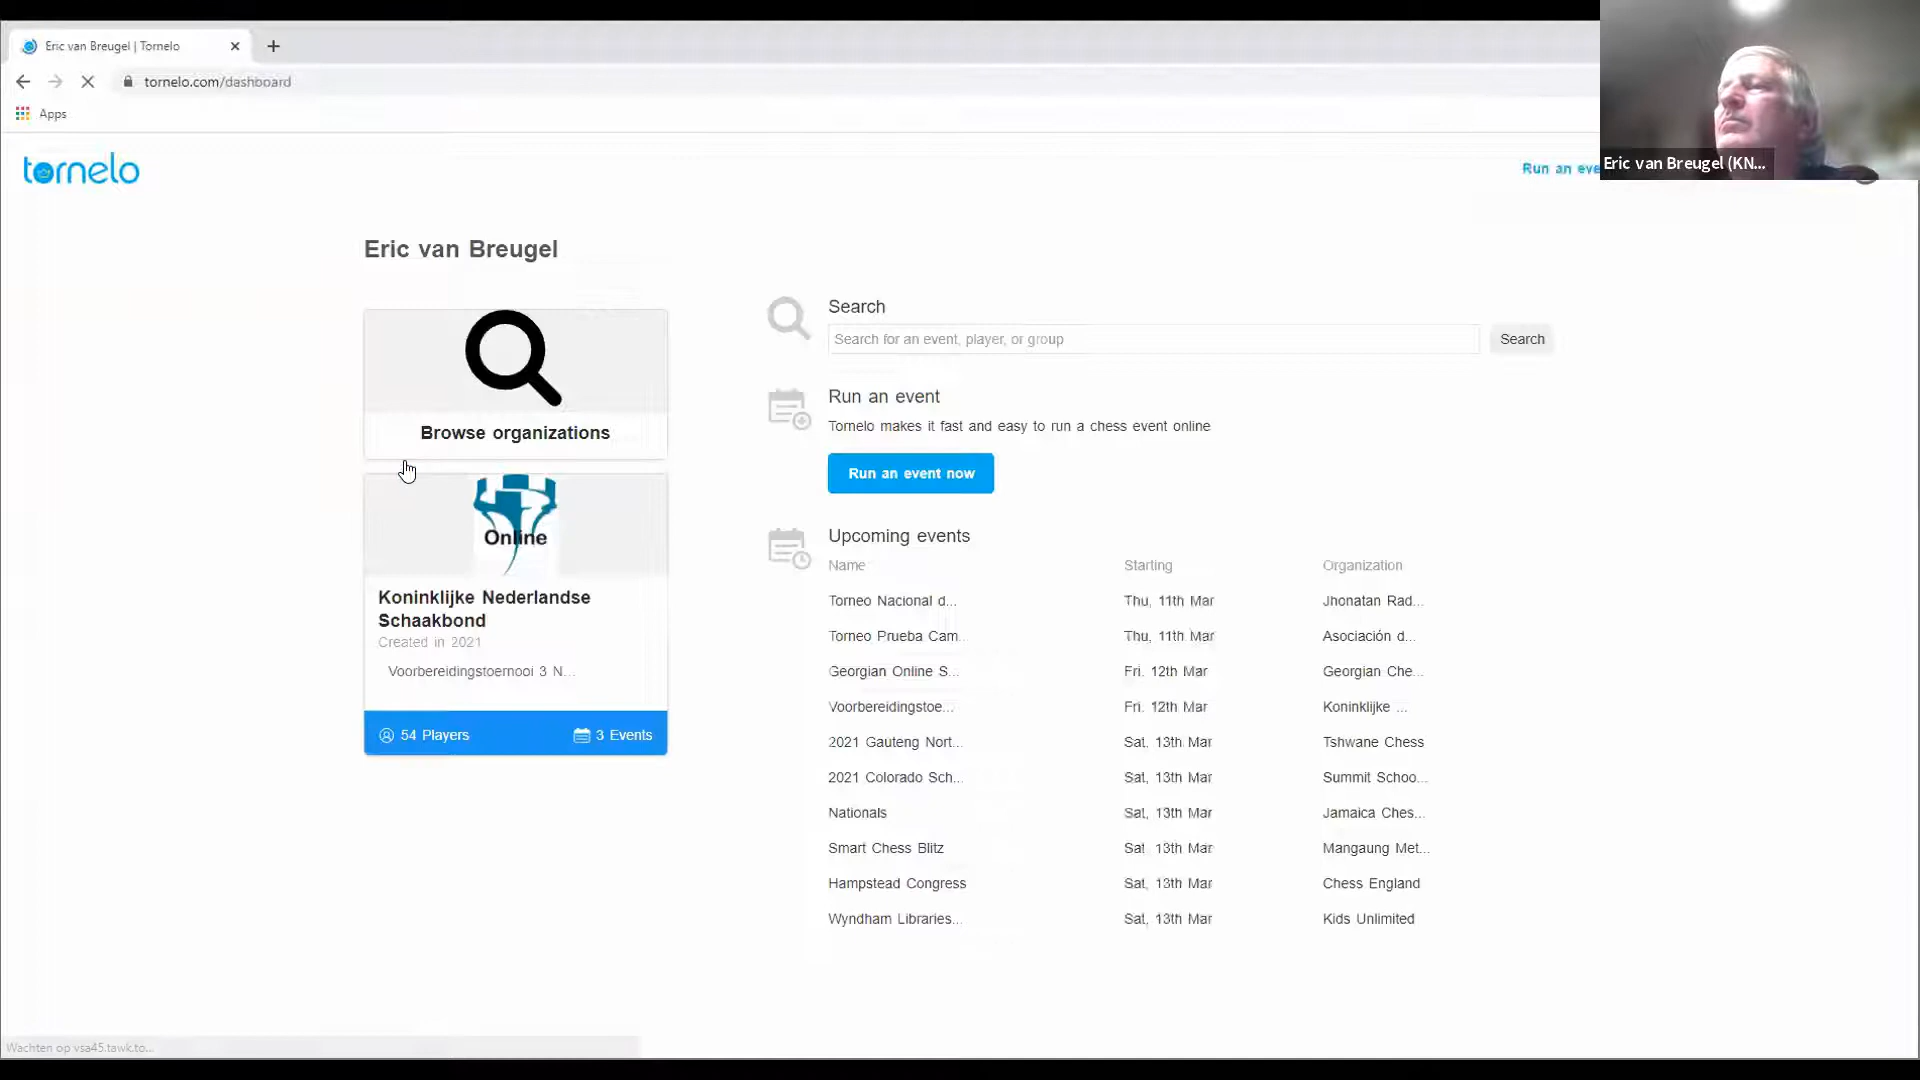 Eric van Breugel | Tornelo
tornelo.com/dashboard
Apps
tornelo
Run an eve
Eric van Breugel (KN...
Eric van Breugel
Browse organizations
Online
Koninklijke Nederlandse
Schaakbond
Created in 2021
Voorbereidingstoernooi 3 N...
54 Players
3 Events
Search
Search for an event, player, or group
Search
Run an event
Tornelo makes it fast and easy to run a chess event online
Run an event now
Upcoming events
Name Starting Organization
Torneo Nacional d... Thu, 11th Mar Jhonatan Rad...
Torneo Prueba Cam... Thu, 11th Mar Asociación d...
Georgian Online S... Fri, 12th Mar Georgian Che...
Voorbereidingstoe... Fri, 12th Mar Koninklijke ...
2021 Gauteng Nort... Sat, 13th Mar Tshwane Chess
2021 Colorado Sch... Sat, 13th Mar Summit Schoo...
Nationals Sat, 13th Mar Jamaica Ches...
Smart Chess Blitz Sat, 13th Mar Mangaung Met...
Hampstead Congress Sat, 13th Mar Chess England
Wyndham Libraries... Sat, 13th Mar Kids Unlimited
Wachten op vsa45.tawk.to...